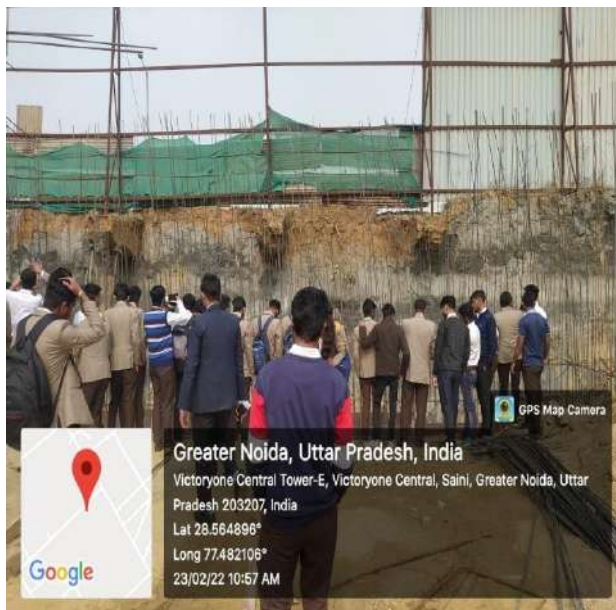 GPS Map Camera
Greater Noida, Uttar Pradesh, India
Victoryone Central Tower-E, Victoryone Central, Saini, Greater Noida, Uttar
Pradesh 203207, India
Lat 28.564896°
Long 77.482106°
23/02/22 10:57 AM
Google